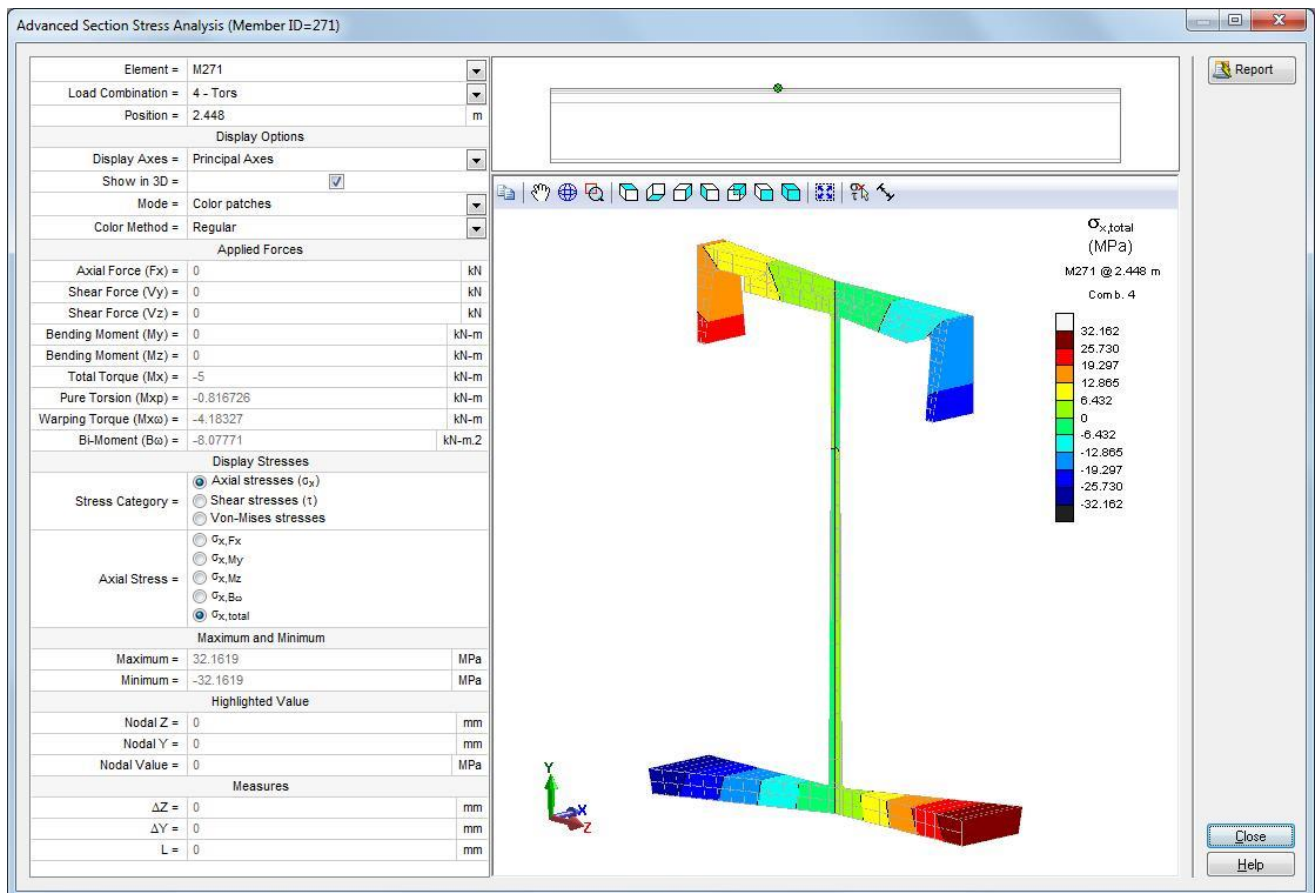 Advanced Section Stress Analysis (Member ID=271)
Element = M271
Load Combination = 4 - Tors
Position = 2.448 m
Display Options
Display Axes = Principal Axes
Show in 3D =
Mode = Color patches
Color Method = Regular
Applied Forces
Axial Force (Fx) = 0 kN
Shear Force (Vy) = 0 kN
Shear Force (Vz) = 0 kN
Bending Moment (My) = 0 kN-m
Bending Moment (Mz) = 0 kN-m
Total Torque (Mx) = -5 kN-m
Pure Torsion (Mxp) = -0.816726 kN-m
Warping Torque (Mxω) = -4.18327 kN-m
Bi-Moment (Bω) = -8.07771 kN-m.2
Display Stresses
Stress Category =
Axial stresses (σx)
Shear stresses (τ)
Von-Mises stresses
Axial Stress =
σx,Fx
σx,My
σx,Mz
σx,Bω
σx,total
Maximum and Minimum
Maximum = 32.1619 MPa
Minimum = -32.1619 MPa
Highlighted Value
Nodal Z = 0 mm
Nodal Y = 0 mm
Nodal Value = 0 MPa
Measures
ΔZ = 0 mm
ΔY = 0 mm
L = 0 mm
σx,total
(MPa)
M271 @ 2.448 m
Comb. 4
32.162
25.730
19.297
12.865
6.432
0
-6.432
-12.865
-19.297
-25.730
-32.162
Y
X
Z
Report
Close
Help